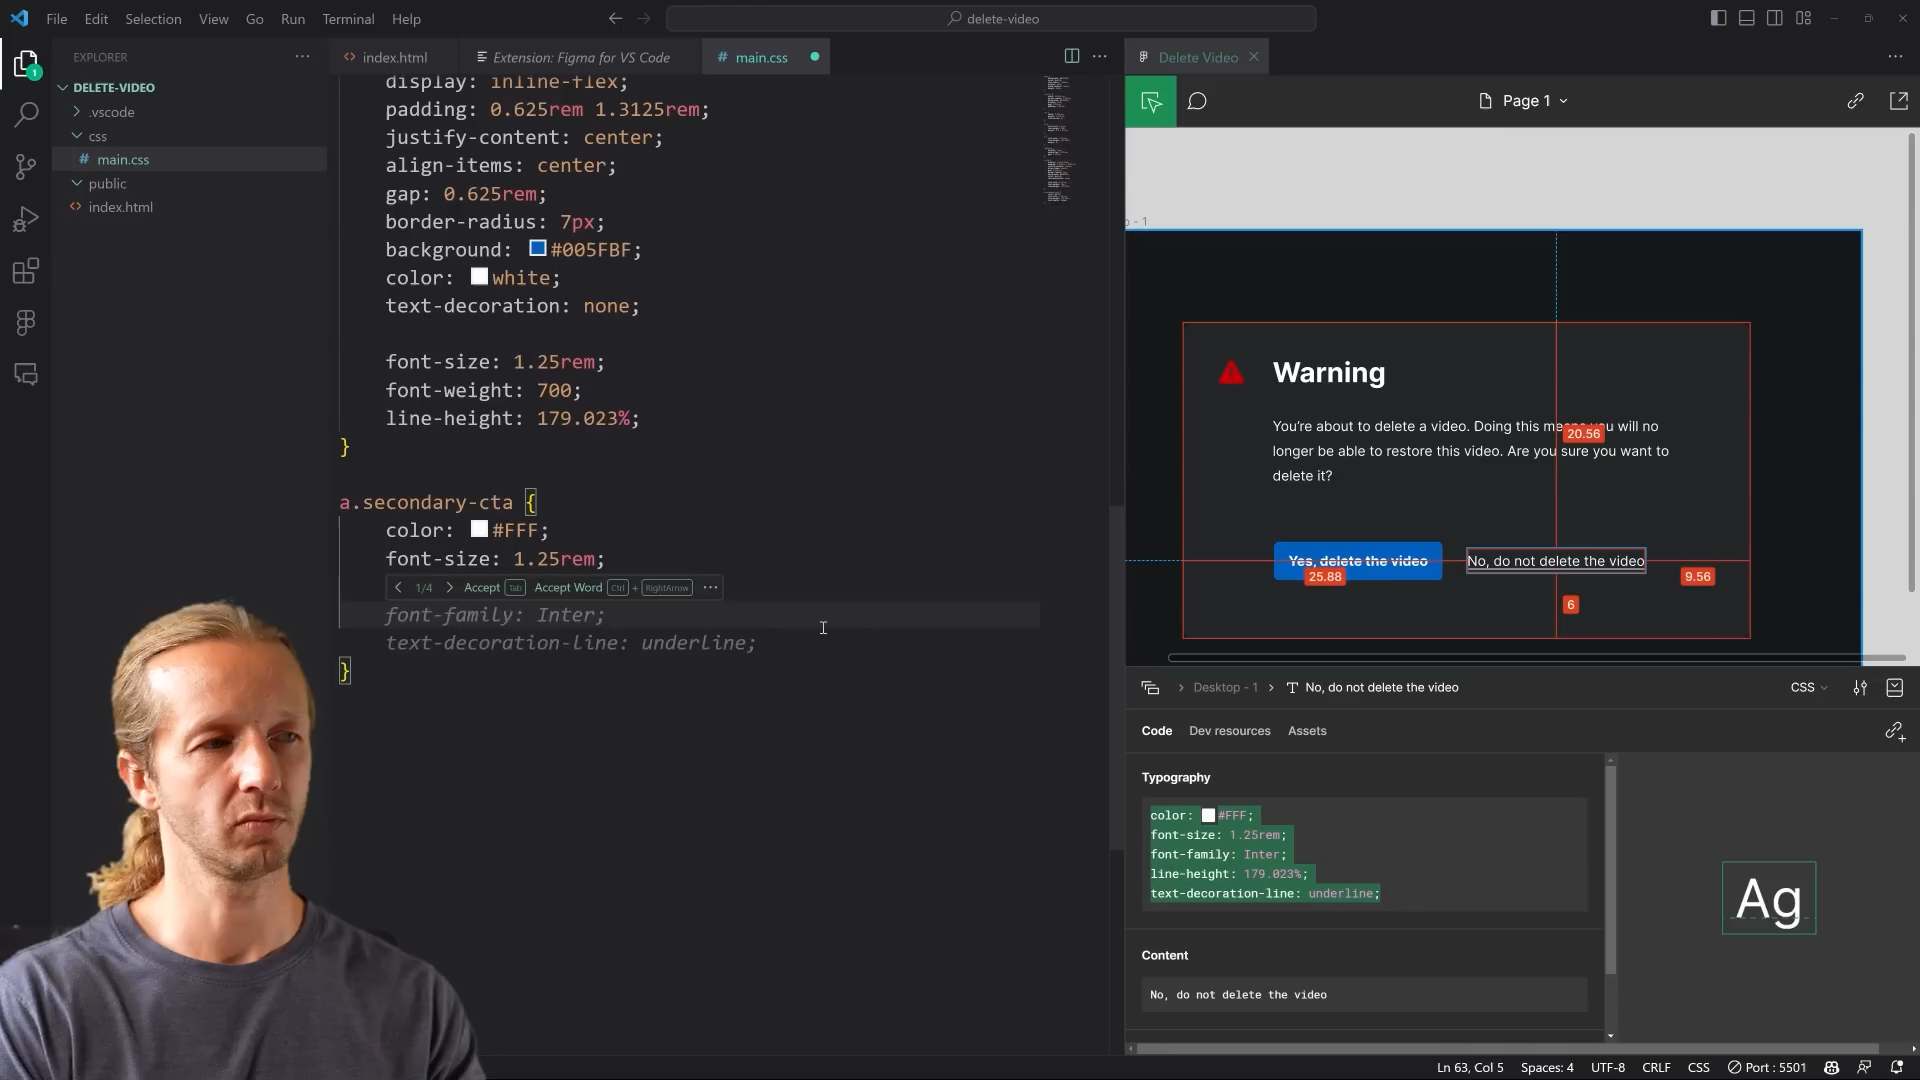 File Edit Selection View Go Run Terminal Help
delete-video
EXPLORER
DELETE-VIDEO
.vscode
css
# main.css
public
index.html
1
index.html
Extension: Figma for VS Code
# main.css
display: inline-flex;
padding: 0.625rem 1.3125rem;
justify-content: center;
align-items: center;
gap: 0.625rem;
border-radius: 7px;
background: #005FBF;
color: white;
text-decoration: none;
font-size: 1.25rem;
font-weight: 700;
line-height: 179.023%;
}
a.secondary-cta {
color: #FFF;
font-size: 1.25rem;
< 1/4 > Accept Tab Accept Word Ctrl + RightArrow ...
font-family: Inter;
text-decoration-line: underline;
}
Delete Video
Page 1
- 1
Warning
You're about to delete a video. Doing this means you will no
longer be able to restore this video. Are you sure you want to
delete it?
20.56
Yes, delete the video
No, do not delete the video
25.88
9.56
6
Desktop - 1 > No, do not delete the video
CSS
Code Dev resources Assets
Typography
color: #FFF;
font-size: 1.25rem;
font-family: Inter;
line-height: 179.023%;
text-decoration-line: underline;
Ag
Content
No, do not delete the video
Ln 63, Col 5 Spaces: 4 UTF-8 CRLF CSS Port : 5501